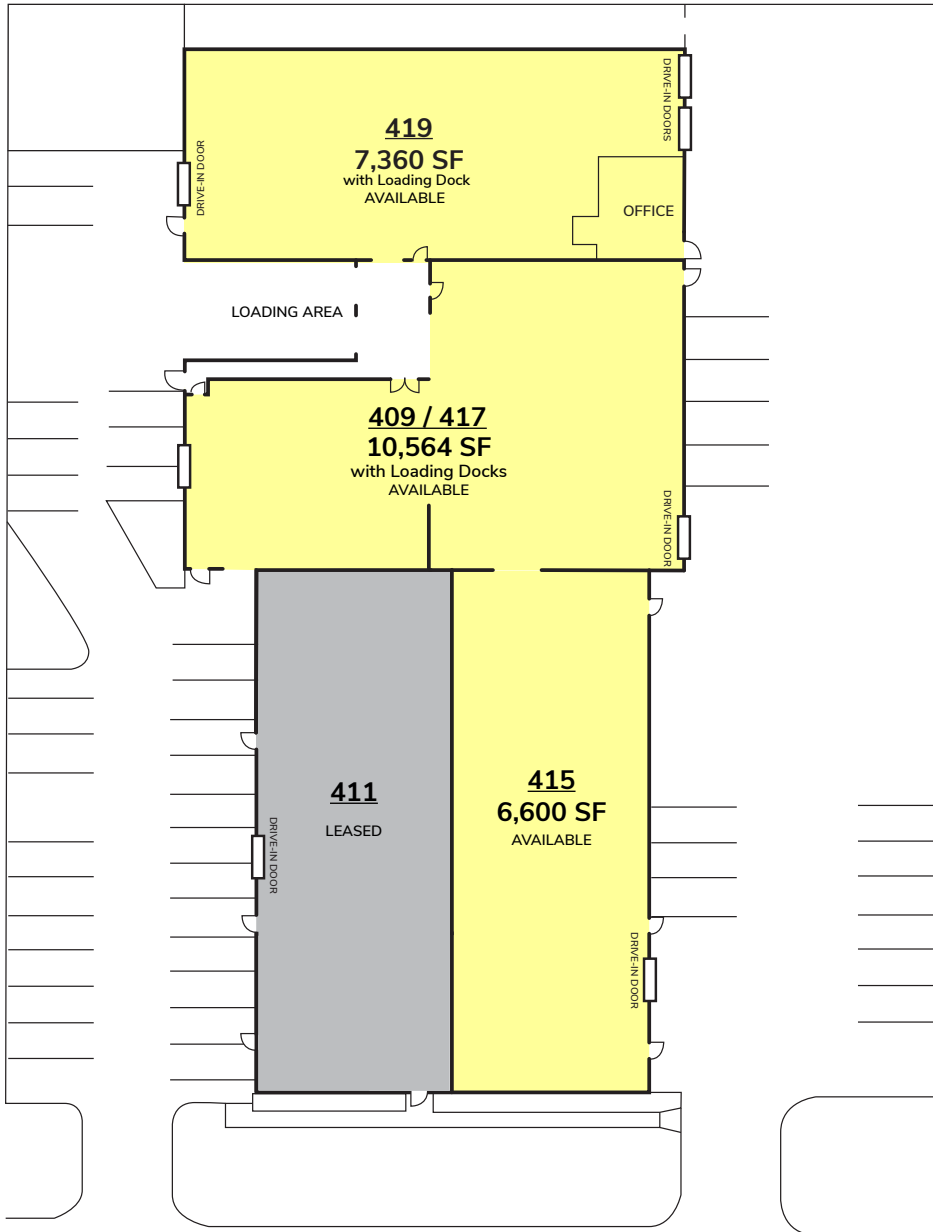 DRIVE-IN DOORS
419
7,360 SF
with Loading Dock
AVAILABLE
DRIVE-IN DOOR
OFFICE
LOADING AREA
409 / 417
10,564 SF
with Loading Docks
AVAILABLE
DRIVE-IN DOOR
411
LEASED
DRIVE-IN DOOR
415
6,600 SF
AVAILABLE
DRIVE-IN DOOR